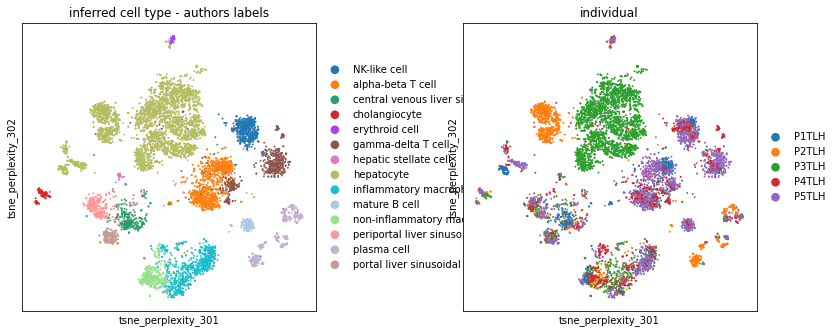 inferred cell type - authors labels
tsne_perplexity_302
tsne_perplexity_301
NK-like cell
alpha-beta T cell
central venous liver si
cholangiocyte
erythroid cell
gamma-delta T cell
hepatic stellate cell
hepatocyte
inflammatory macroph
mature B cell
non-inflammatory mac
periportal liver sinuso
plasma cell
portal liver sinusoidal
individual
tsne_perplexity_302
tsne_perplexity_301
P1TLH
P2TLH
P3TLH
P4TLH
P5TLH